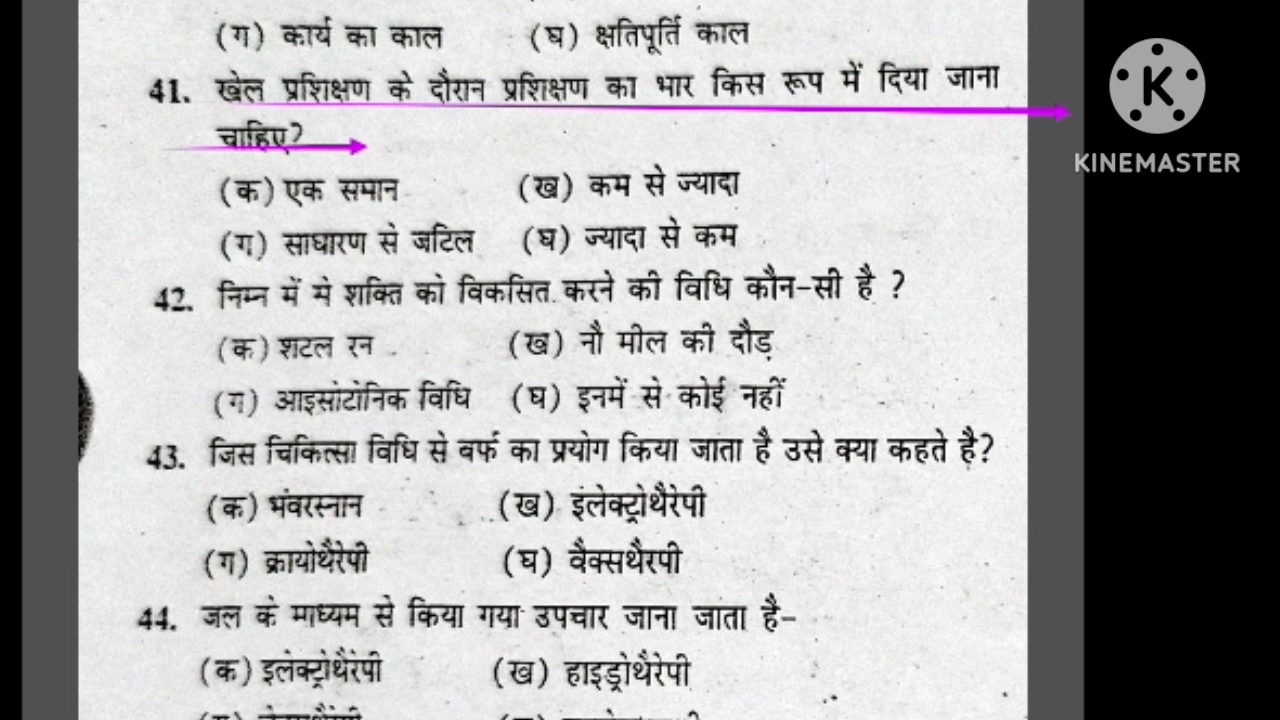 (ग) कार्य का काल (घ) क्षतिपूर्ति काल
41. खेल प्रशिक्षण के दौरान प्रशिक्षण का भार किस रूप में दिया जाना
चाहिए?
(क) एक समान (ख) कम से ज्यादा
(ग) साधारण से जटिल (घ) ज्यादा से कम
42. निम्न में मे शक्ति को विकसित करने की विधि कौन-सी है ?
(क) शटल रन (ख) नौ मील की दौड़
(ग) आइसोटोनिक विधि (घ) इनमें से कोई नहीं
43. जिस चिकित्सा विधि से वर्फ का प्रयोग किया जाता है उसे क्या कहते है?
(क) भंवरस्नान (ख) इलेक्ट्रोथैरेपी
(ग) क्रायोथैरेपी (घ) वैक्सथैरपी
44. जल के माध्यम से किया गया उपचार जाना जाता है-
(क) इलेक्ट्रोथैरेपी (ख) हाइड्रोथैरेपी
K
KINEMASTER